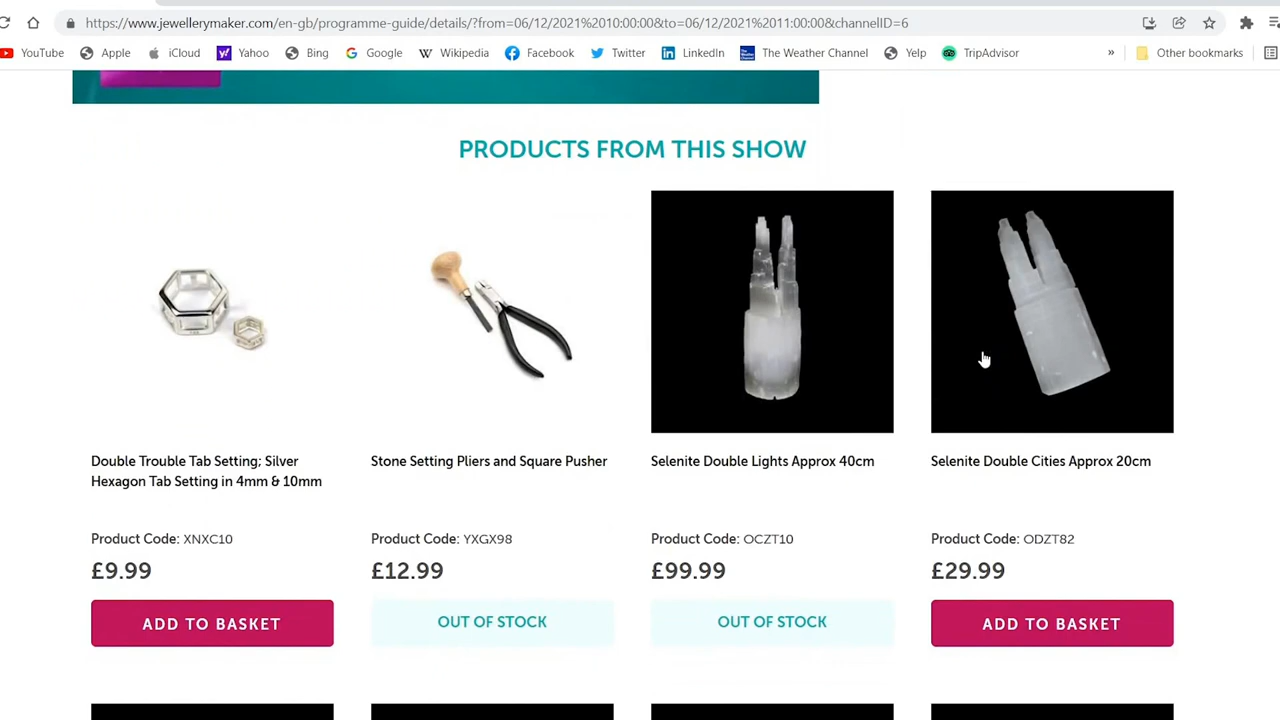 https://www.jewellerymaker.com/en-gb/programme-guide/details/?from=06/12/2021%2010:00:00&to=06/12/2021%2011:00:00&channelID=6
YouTube Apple iCloud Yahoo Bing Google Wikipedia Facebook Twitter LinkedIn The Weather Channel Yelp TripAdvisor » Other bookmarks
PRODUCTS FROM THIS SHOW
Double Trouble Tab Setting; Silver
Hexagon Tab Setting in 4mm & 10mm
Product Code: XNXC10
£9.99
ADD TO BASKET
Stone Setting Pliers and Square Pusher
Product Code: YXGX98
£12.99
OUT OF STOCK
Selenite Double Lights Approx 40cm
Product Code: OCZT10
£99.99
OUT OF STOCK
Selenite Double Cities Approx 20cm
Product Code: ODZT82
£29.99
ADD TO BASKET